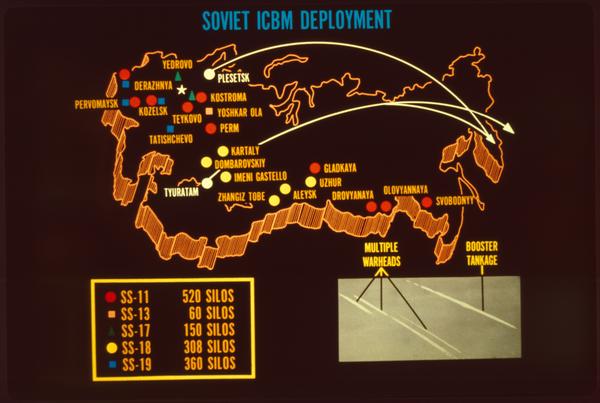 SOVIET ICBM DEPLOYMENT
YEDROVO
PLESETSK
DERAZHNYA
KOSTROMA
PERVOMAYSK
KOZELSK
YOSHKAR OLA
TEYKOVO
PERM
TATISHCHEVO
KARTALY
DOMBAROVSKIY
GLADKAYA
IMENI GASTELLO
UZHUR
TYURATAM
ALEYSK
DROVYANAYA
OLOVYANNAYA
ZHANGIZ TOBE
SVOBODNYY
MULTIPLE
WARHEADS
BOOSTER
TANKAGE
SS-11 520 SILOS
SS-13 60 SILOS
SS-17 150 SILOS
SS-18 308 SILOS
SS-19 360 SILOS